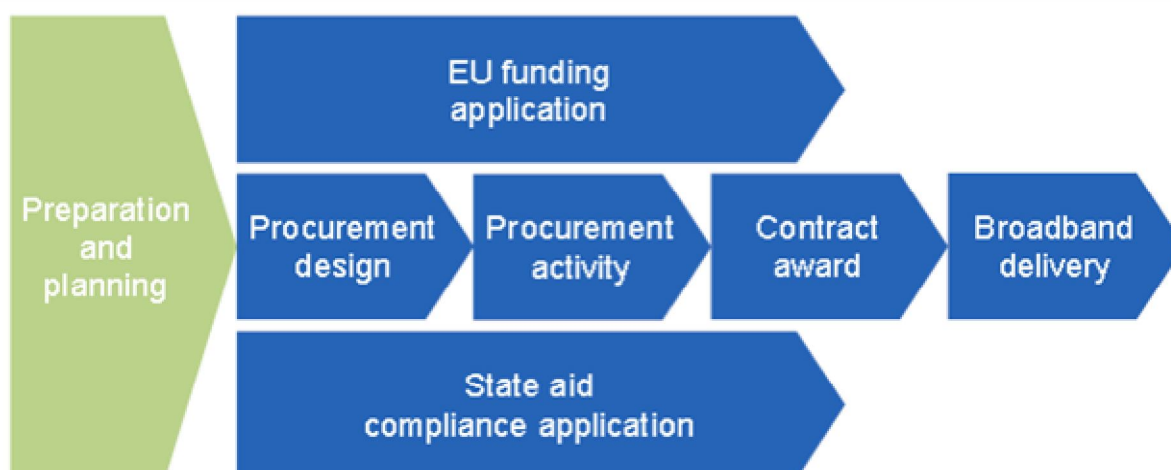 EU funding
application
Preparation
and
planning
Procurement
design
Procurement
activity
Contract
award
Broadband
delivery
State aid
compliance application